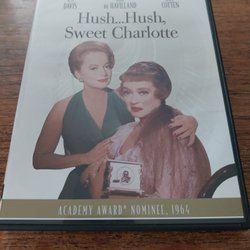 DAVIS DE HAVILLAND COTTEN
Hush...Hush,
Sweet Charlotte
ACADEMY AWARD® NOMINEE, 1964